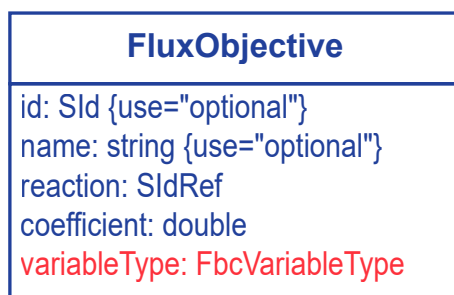 FluxObjective
id: SId {use="optional"}
name: string {use="optional"}
reaction: SIdRef
coefficient: double
variableType: FbcVariableType